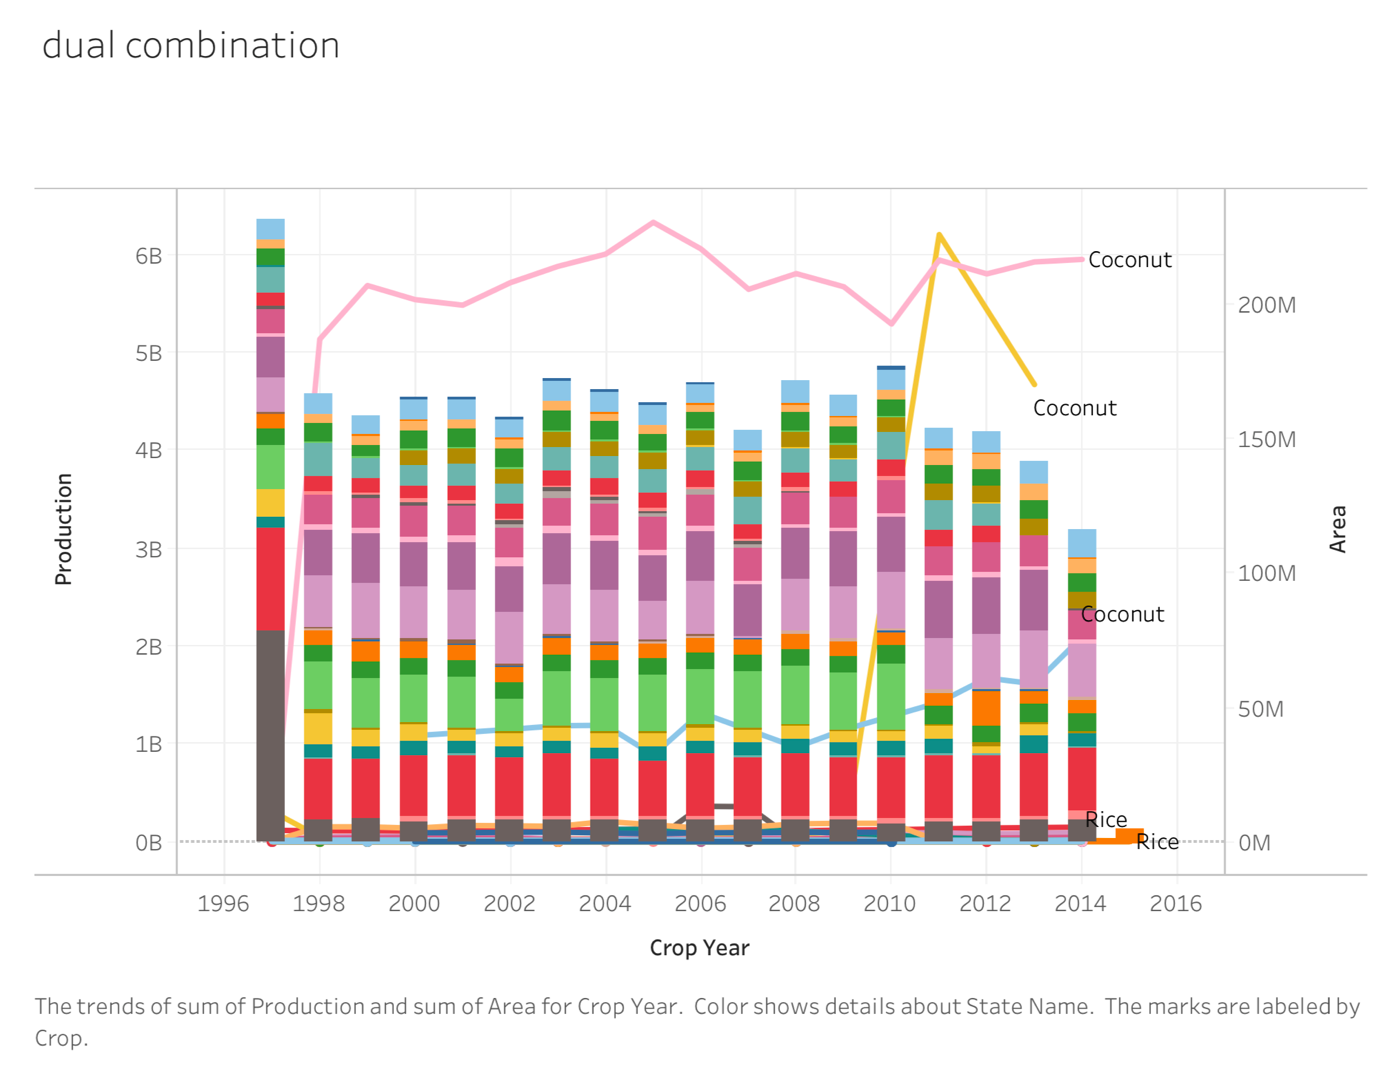 dual combination
6B
5B
4B
3B
2B
1B
0B
Production
200M
150M
100M
50M
0M
Area
Coconut
Coconut
Coconut
Rice
Rice
1996 1998 2000 2002 2004 2006 2008 2010 2012 2014 2016
Crop Year
The trends of sum of Production and sum of Area for Crop Year. Color shows details about State Name. The marks are labeled by
Crop.